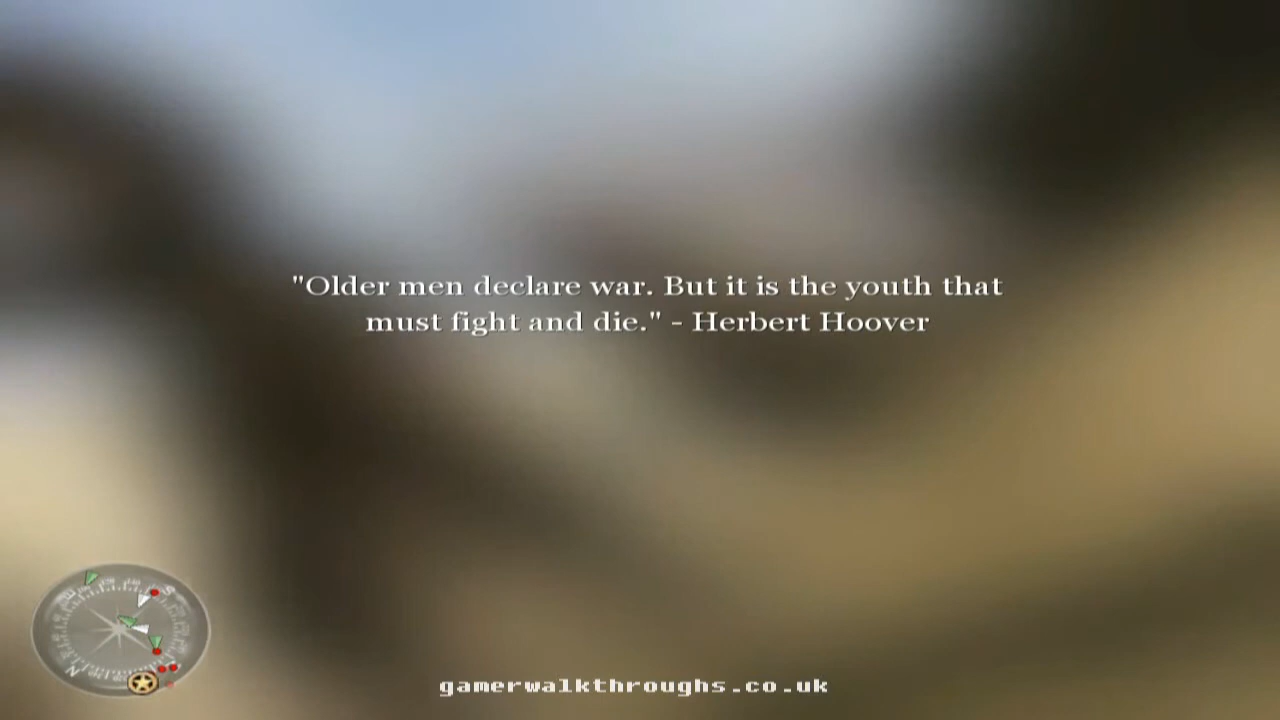 "Older men declare war. But it is the youth that
must fight and die." - Herbert Hoover
N
gamerwalkthroughs.co.uk